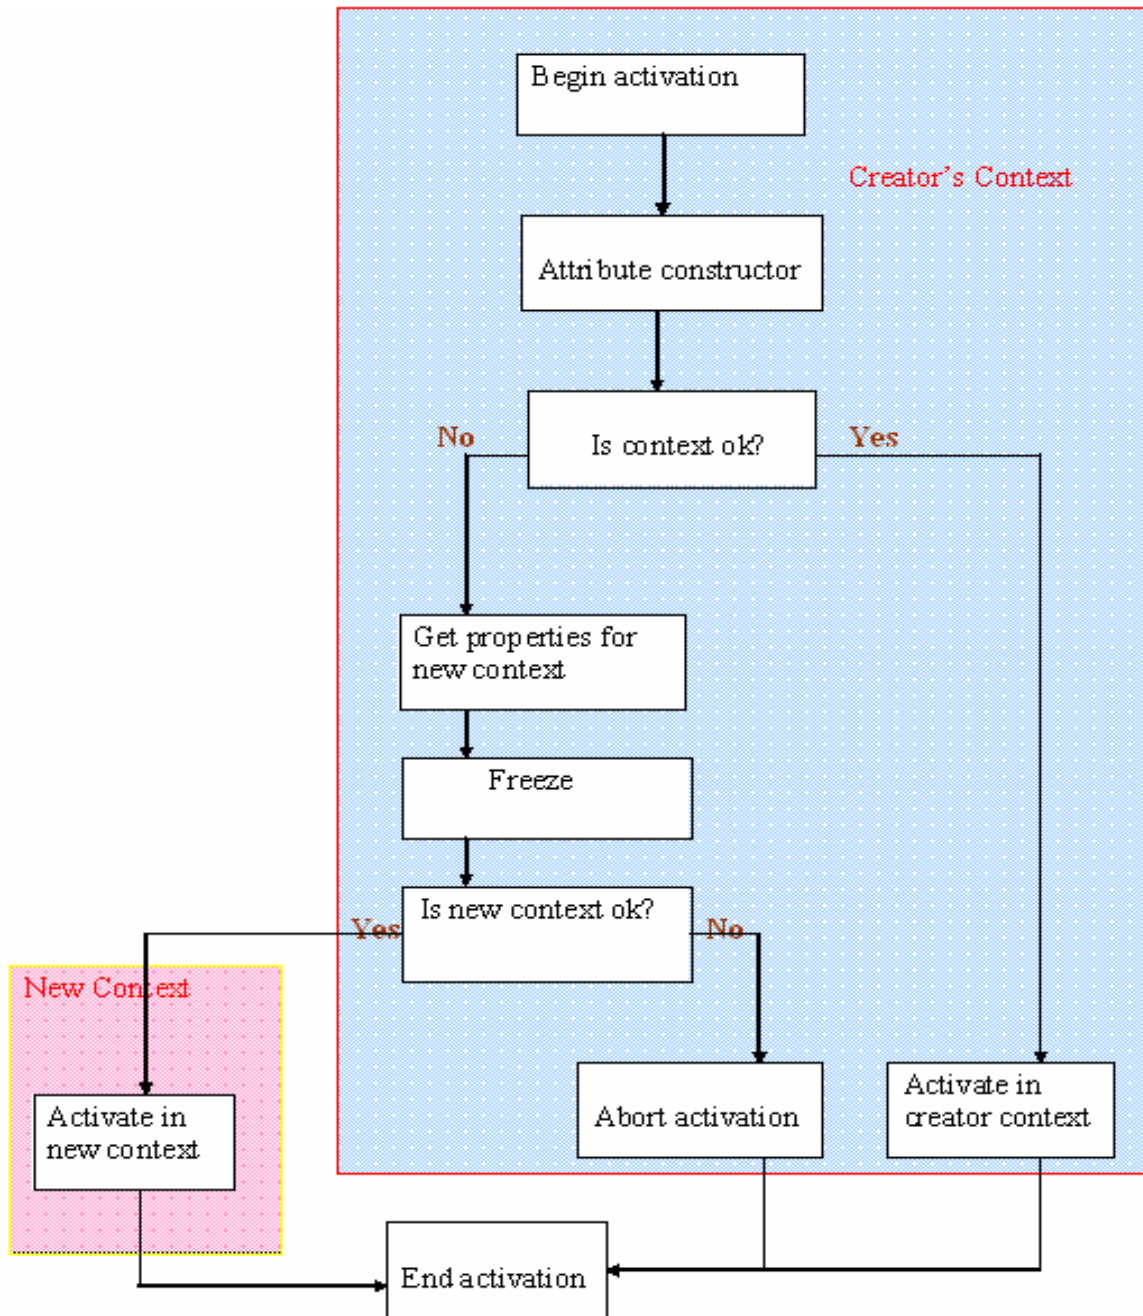 Begin activation
Creator's Context
Attribute constructor
No
Is context ok?
Yes
Get properties for
new context
Freeze
Is new context ok?
Yes
No
New Context
Activate in
new context
Abort activation
Activate in
creator context
End activation